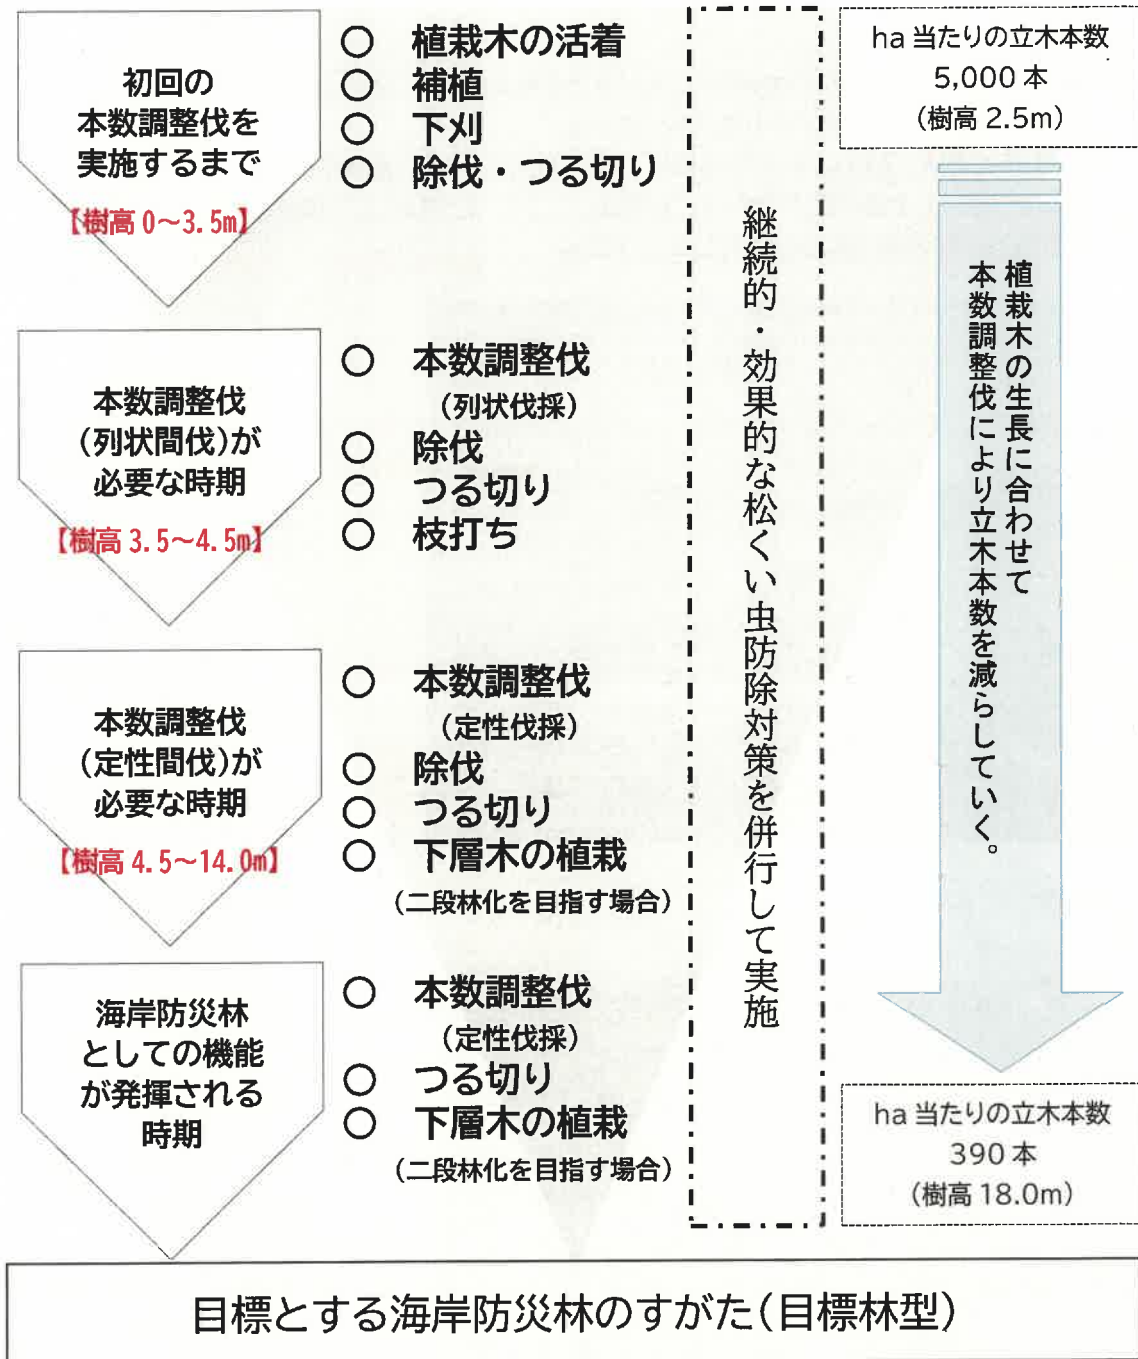 初回の
本数調整伐を
実施するまで
【樹高 0～3.5m】
○ 植栽木の活着
○ 補植
○ 下刈
○ 除伐・つる切り
本数調整伐
(列状間伐)が
必要な時期
【樹高 3.5～4.5m】
○ 本数調整伐
(列状伐採)
○ 除伐
○ つる切り
○ 枝打ち
本数調整伐
(定性間伐)が
必要な時期
【樹高 4.5～14.0m】
○ 本数調整伐
(定性伐採)
○ 除伐
○ つる切り
○ 下層木の植栽
(二段林化を目指す場合)
海岸防災林
としての機能
が発揮される
時期
○ 本数調整伐
(定性伐採)
○ つる切り
○ 下層木の植栽
(二段林化を目指す場合)
継続的・効果的な松くい虫防除対策を併行して実施
ha 当たりの立木本数
5,000 本
(樹高 2.5m)
植栽木の生長に合わせて
本数調整伐により立木本数を減らしていく。
ha 当たりの立木本数
390 本
(樹高 18.0m)
目標とする海岸防災林のすがた(目標林型)